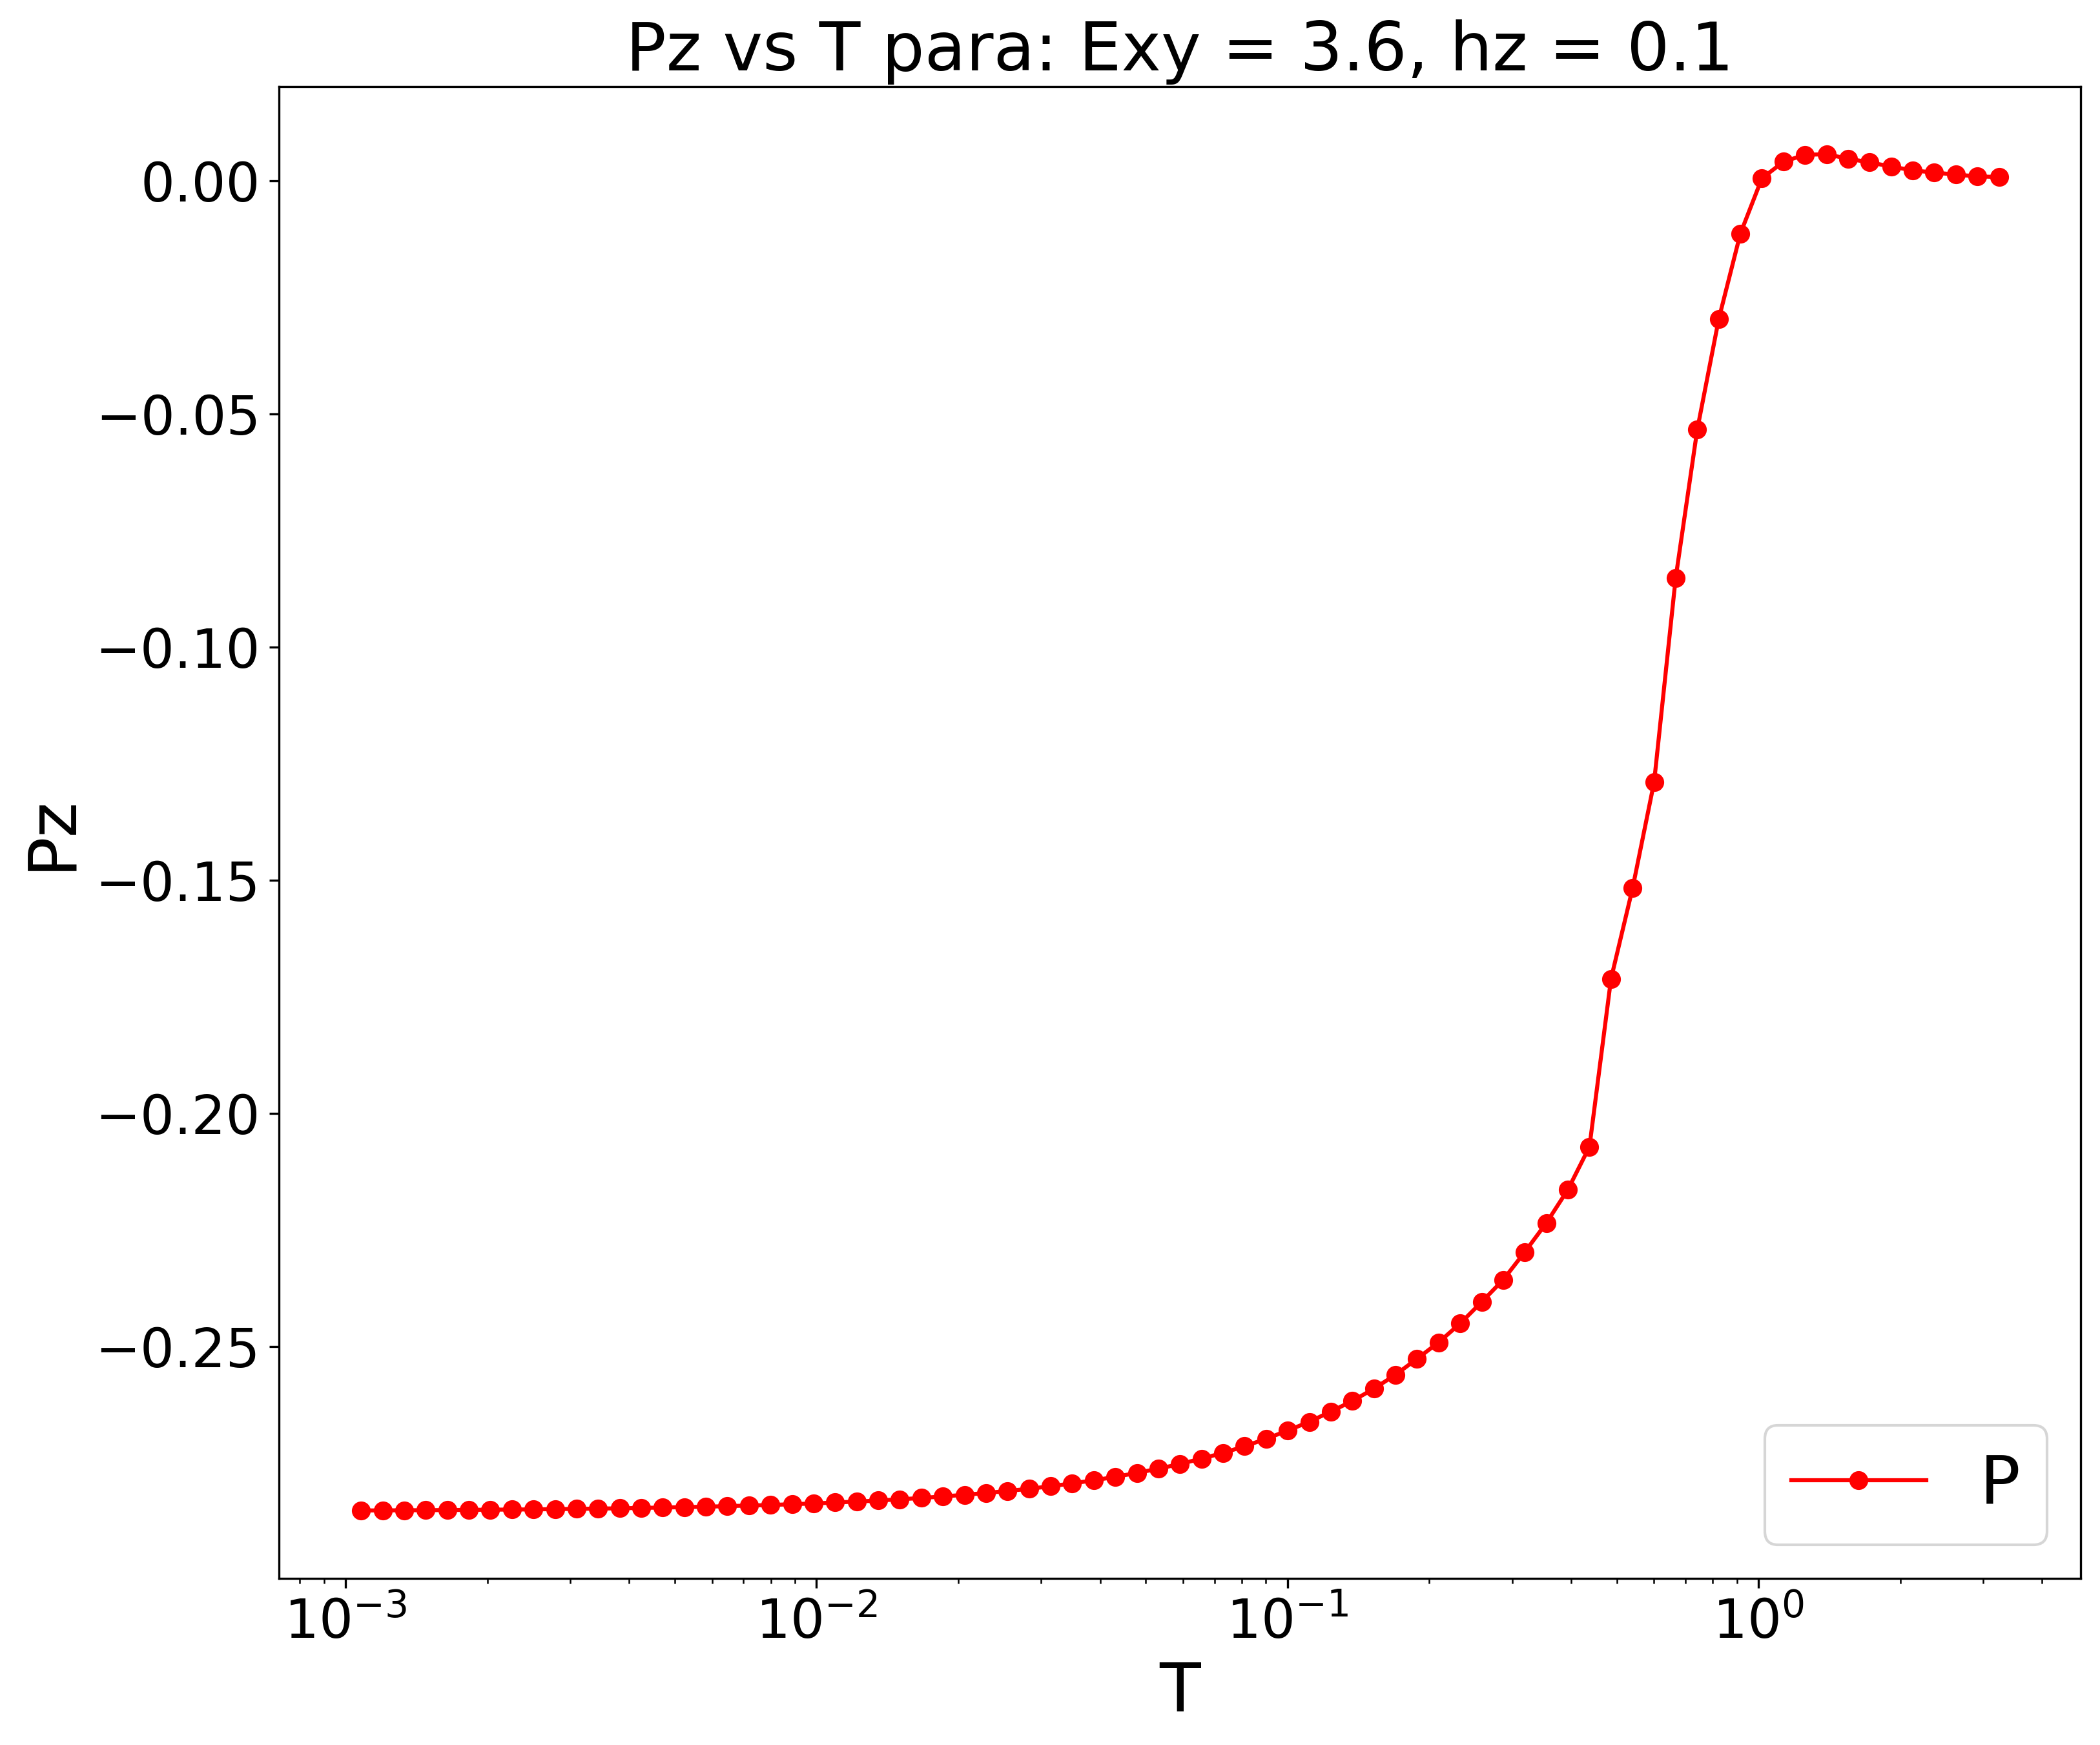 Pz vs T para: Exy = 3.6, hz = 0.1
0.00
−0.05
−0.10
−0.15
−0.20
−0.25
Pz
P
10⁻³ 10⁻² 10⁻¹ 10⁰
T